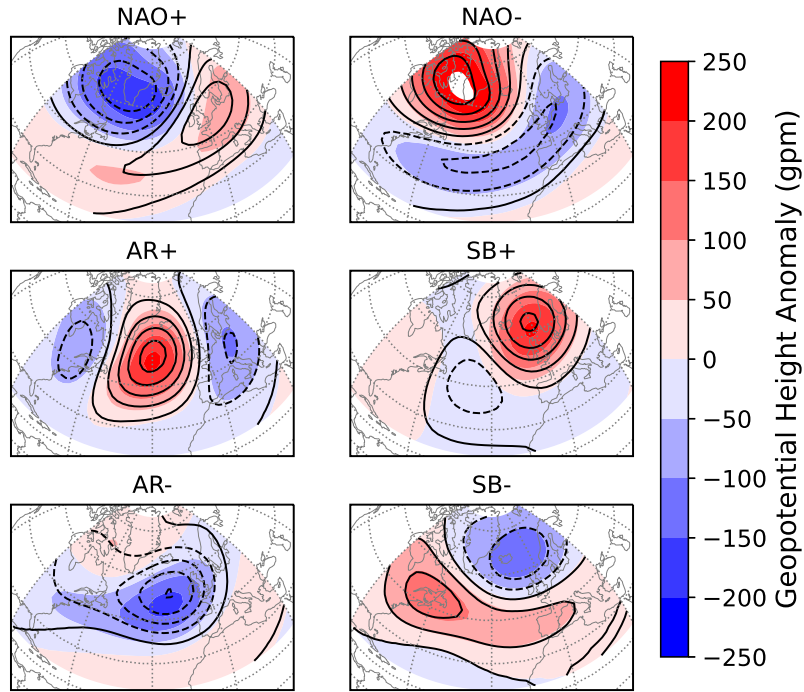 NAO+
NAO-
AR+
SB+
AR-
SB-
250
200
150
100
50
0
−50
−100
−150
−200
−250
Geopotential Height Anomaly (gpm)